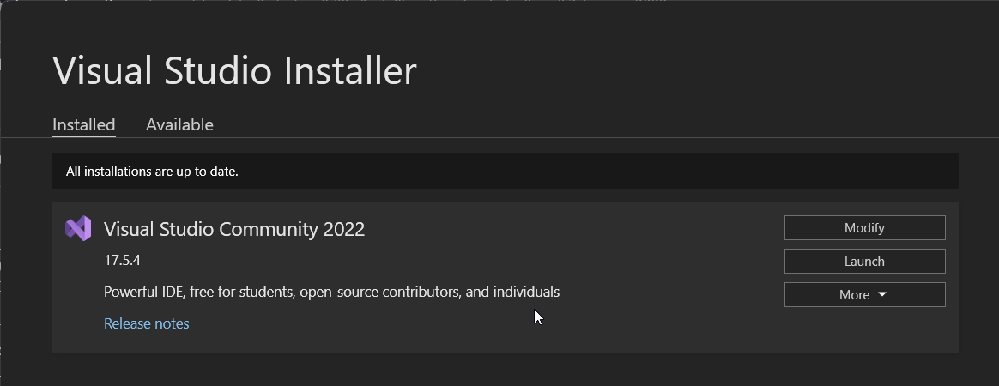 Visual Studio Installer
Installed Available
All installations are up to date.
Visual Studio Community 2022
Modify
17.5.4
Launch
Powerful IDE, free for students, open-source contributors, and individuals
More
Release notes